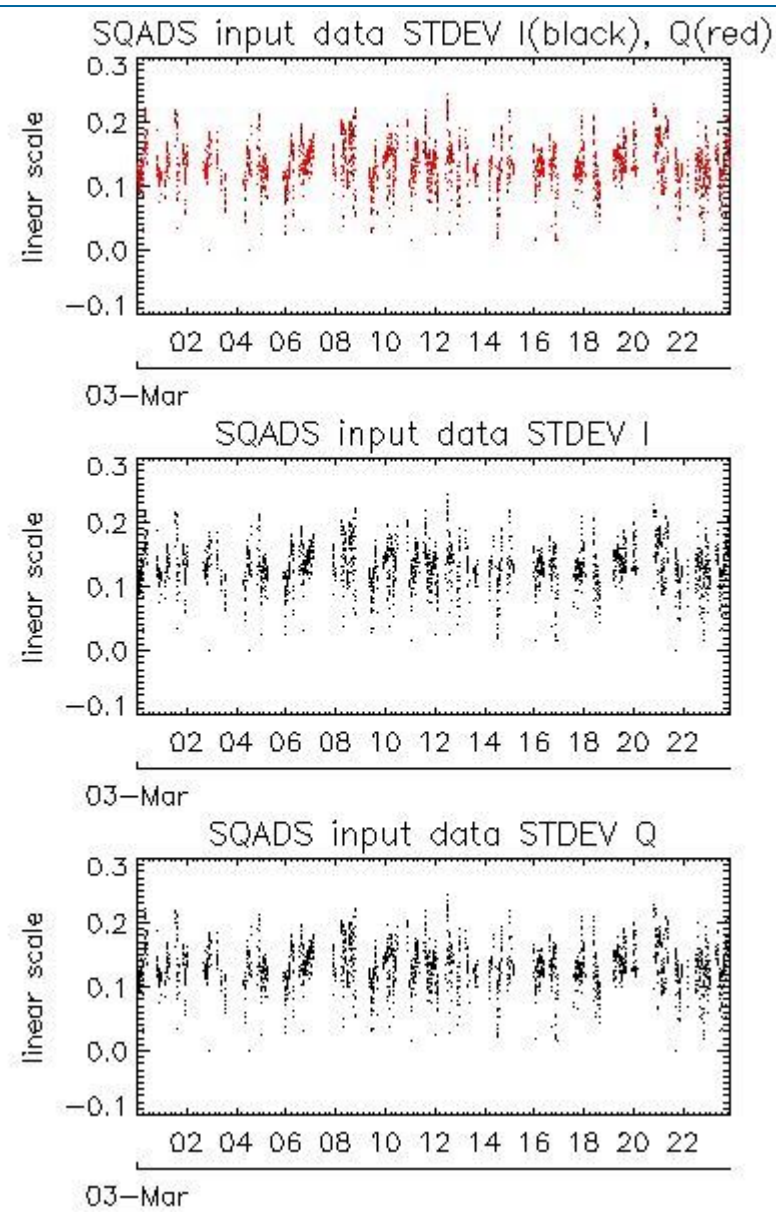 SQADS input data STDEV I(black), Q(red)
0.3
0.2
0.1
0.0
−0.1
linear scale
02 04 06 08 10 12 14 16 18 20 22
03−Mar
SQADS input data STDEV I
0.3
0.2
0.1
0.0
−0.1
linear scale
02 04 06 08 10 12 14 16 18 20 22
03−Mar
SQADS input data STDEV Q
0.3
0.2
0.1
0.0
−0.1
linear scale
02 04 06 08 10 12 14 16 18 20 22
03−Mar